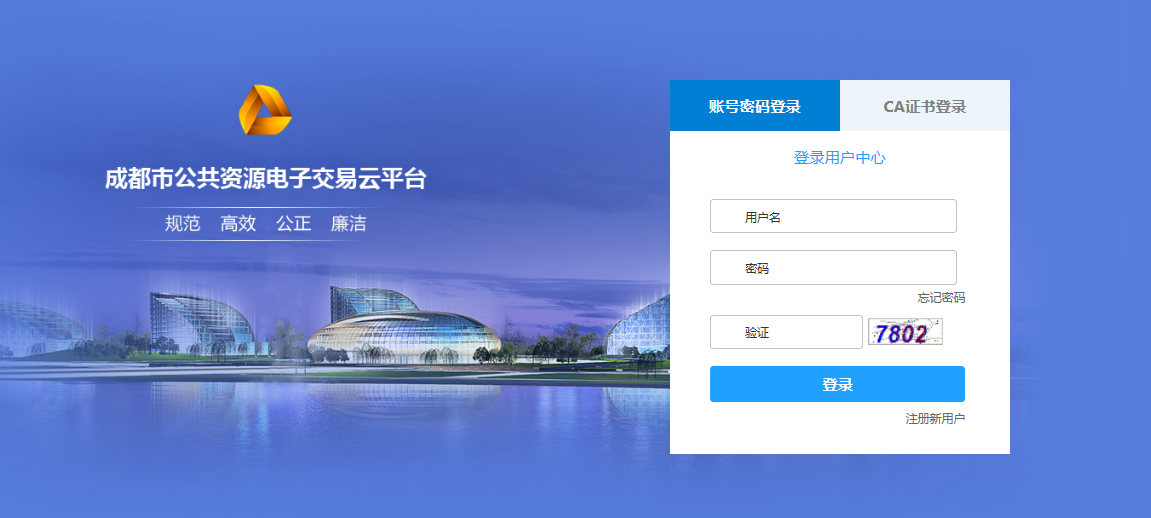 成都市公共资源电子交易云平台
规范 高效 公正 廉洁
账号密码登录 CA证书登录
登录用户中心
用户名
密码
忘记密码
验证 7802
登录
注册新用户